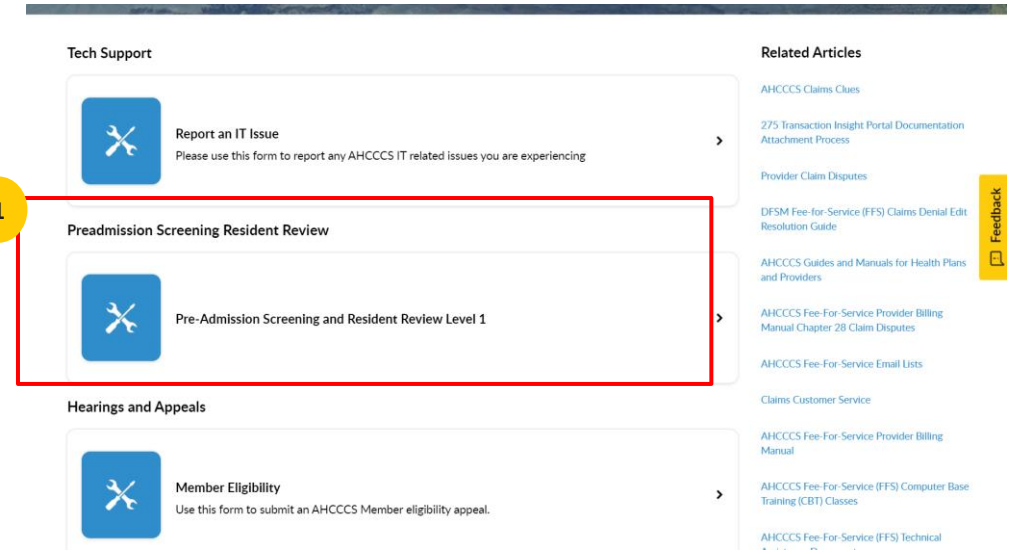 Tech Support
Report an IT Issue
Please use this form to report any AHCCCS IT related issues you are experiencing
1
Preadmission Screening Resident Review
Pre-Admission Screening and Resident Review Level 1
Hearings and Appeals
Member Eligibility
Use this form to submit an AHCCCS Member eligibility appeal.
Related Articles
AHCCCS Claims Clues
275 Transaction Insight Portal Documentation
Attachment Process
Provider Claim Disputes
DFSM Fee-for-Service (FFS) Claims Denial Edit
Resolution Guide
AHCCCS Guides and Manuals for Health Plans
and Providers
AHCCCS Fee-For-Service Provider Billing
Manual Chapter 28 Claim Disputes
AHCCCS Fee-For-Service Email Lists
Claims Customer Service
AHCCCS Fee-For-Service Provider Billing
Manual
AHCCCS Fee-For-Service (FFS) Computer Base
Training (CBT) Classes
AHCCCS Fee-For-Service (FFS) Technical
Feedback